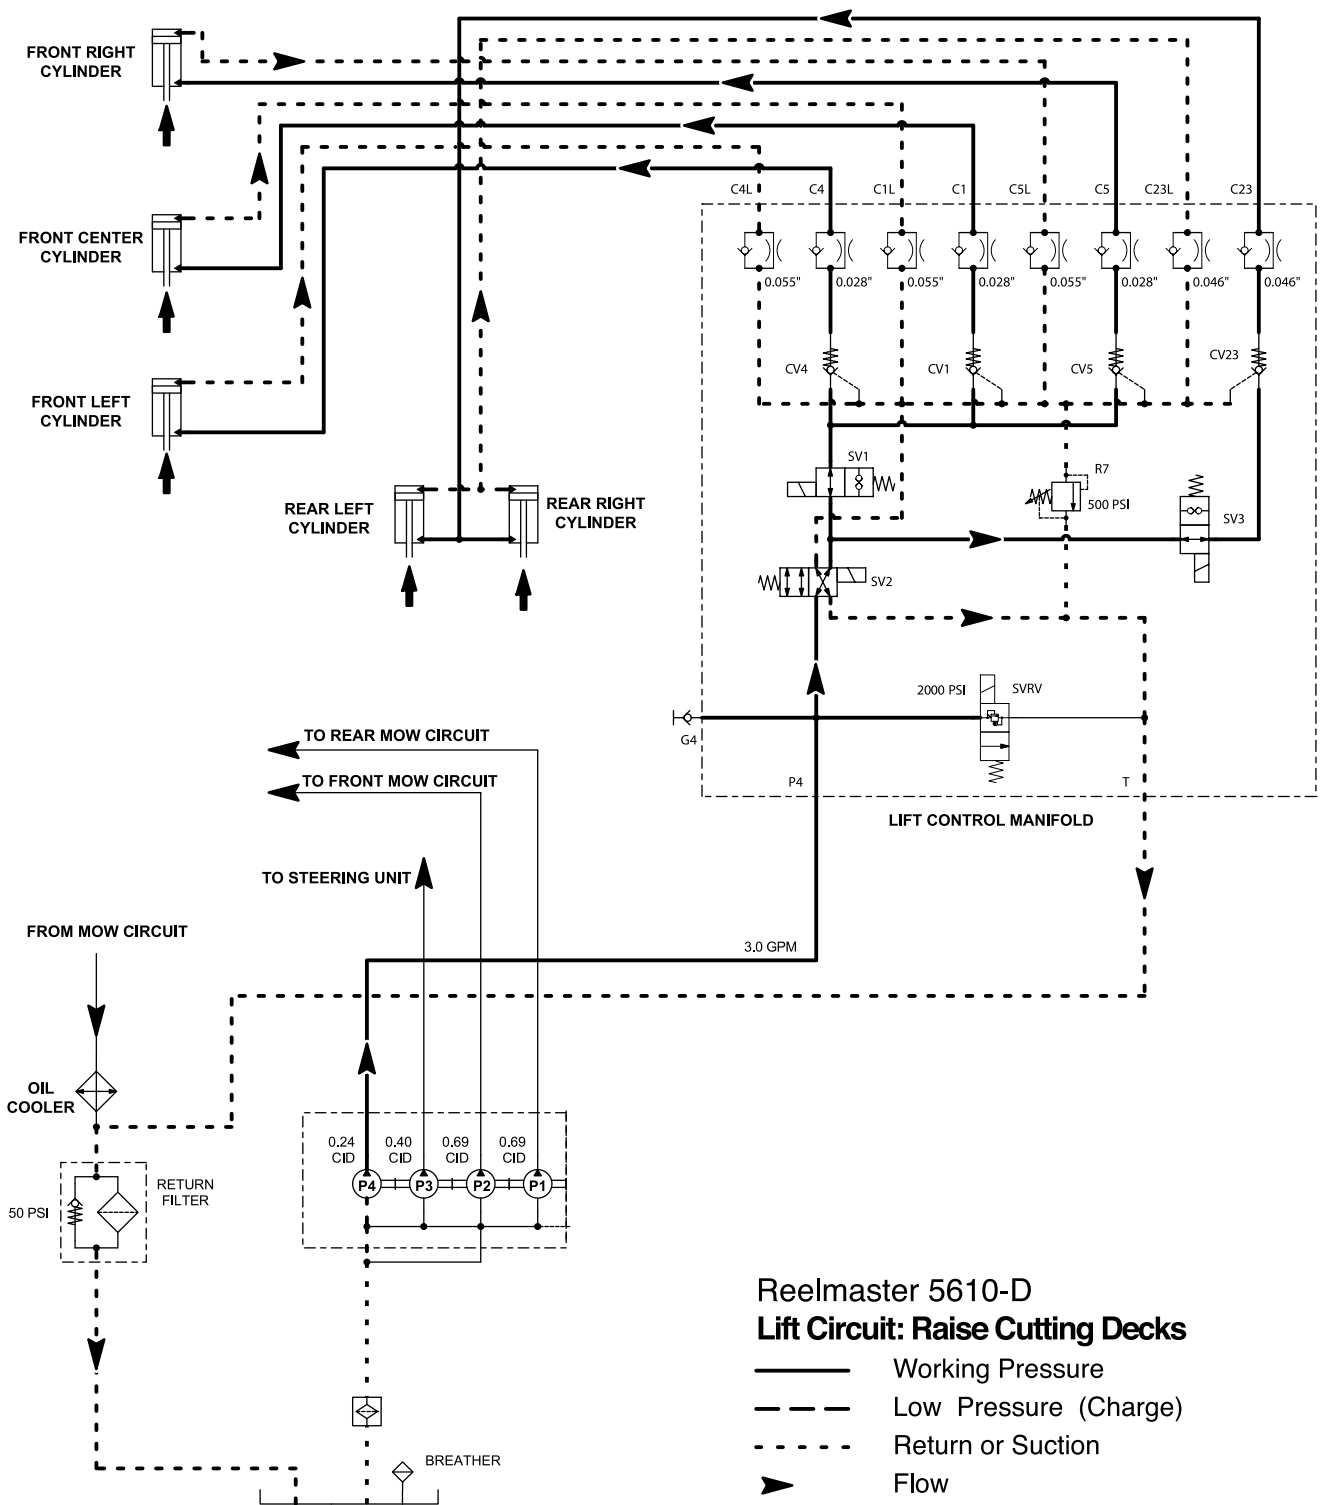 FRONT RIGHT
CYLINDER
FRONT CENTER
CYLINDER
FRONT LEFT
CYLINDER
REAR LEFT
CYLINDER
REAR RIGHT
CYLINDER
C4L
C4
C1L
C1
C5L
C5
C23L
C23
0.055"
0.028"
0.055"
0.028"
0.055"
0.028"
0.046"
0.046"
CV4
CV1
CV5
CV23
SV1
R7
500 PSI
SV3
SV2
2000 PSI
SVRV
G4
P4
T
LIFT CONTROL MANIFOLD
TO REAR MOW CIRCUIT
TO FRONT MOW CIRCUIT
TO STEERING UNIT
FROM MOW CIRCUIT
3.0 GPM
OIL
COOLER
0.24
CID
0.40
CID
0.69
CID
0.69
CID
P4
P3
P2
P1
RETURN
FILTER
50 PSI
BREATHER
Reelmaster 5610-D
Lift Circuit: Raise Cutting Decks
Working Pressure
Low Pressure (Charge)
Return or Suction
Flow